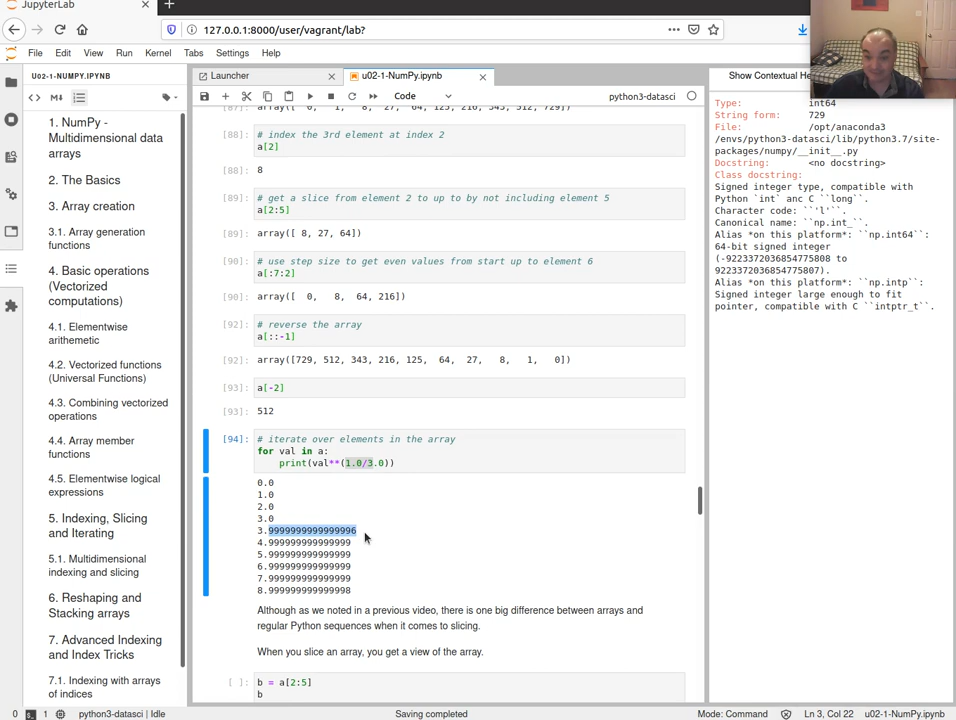 JupyterLab
127.0.0.1:8000/user/vagrant/lab?
File Edit View Run Kernel Tabs Settings Help
U02-1-NUMPY.IPYNB
1. NumPy -
Multidimensional data
arrays
2. The Basics
3. Array creation
3.1. Array generation
functions
4. Basic operations
(Vectorized
computations)
4.1. Elementwise
arithemetic
4.2. Vectorized functions
(Universal Functions)
4.3. Combining vectorized
operations
4.4. Array member
functions
4.5. Elementwise logical
expressions
5. Indexing, Slicing
and Iterating
5.1. Multidimensional
indexing and slicing
6. Reshaping and
Stacking arrays
7. Advanced Indexing
and Index Tricks
7.1. Indexing with arrays
of indices
Launcher
u02-1-NumPy.ipynb
Code
python3-datasci
[87]: array([ 0, 1, 8, 27, 64, 125, 216, 343, 512, 729])
[88]: # index the 3rd element at index 2
a[2]
[88]: 8
[89]: # get a slice from element 2 to up to by not including element 5
a[2:5]
[89]: array([ 8, 27, 64])
[90]: # use step size to get even values from start up to element 6
a[:7:2]
[90]: array([ 0, 8, 64, 216])
[92]: # reverse the array
a[::-1]
[92]: array([729, 512, 343, 216, 125, 64, 27, 8, 1, 0])
[93]: a[-2]
[93]: 512
[94]: # iterate over elements in the array
for val in a:
print(val**(1.0/3.0))
0.0
1.0
2.0
3.0
3.9999999999999996
4.999999999999999
5.999999999999999
6.999999999999999
7.999999999999999
8.999999999999998
Although as we noted in a previous video, there is one big difference between arrays and
regular Python sequences when it comes to slicing.
When you slice an array, you get a view of the array.
[ ]: b = a[2:5]
b
Show Contextual He
Type: int64
String form: 729
File: /opt/anaconda3
/envs/python3-datasci/lib/python3.7/site-
packages/numpy/__init__.py
Docstring: <no docstring>
Class docstring:
Signed integer type, compatible with
Python `int` anc C ``long``.
Character code: ``'l'``.
Canonical name: ``np.int_``.
Alias *on this platform*: ``np.int64``:
64-bit signed integer
(-9223372036854775808 to
9223372036854775807).
Alias *on this platform*: ``np.intp``:
Signed integer large enough to fit
pointer, compatible with C ``intptr_t``.
0 1 python3-datasci | Idle Saving completed Mode: Command Ln 3, Col 22 u02-1-NumPy.ipynb